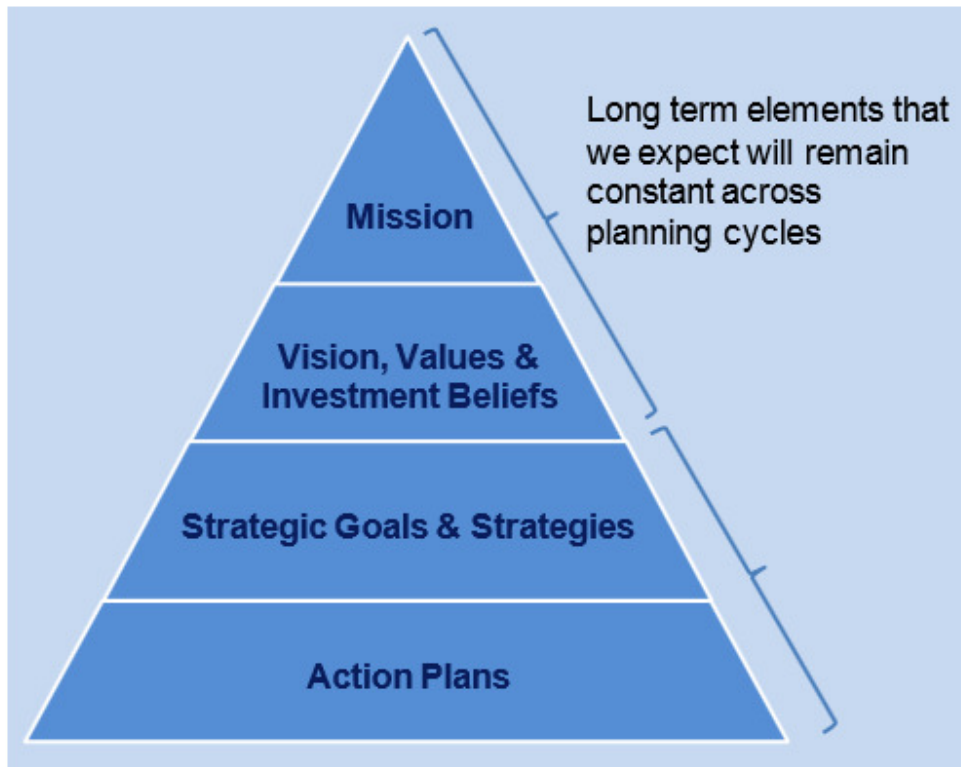 Long term elements that
we expect will remain
constant across
planning cycles
Mission
Vision, Values &
Investment Beliefs
Strategic Goals & Strategies
Action Plans